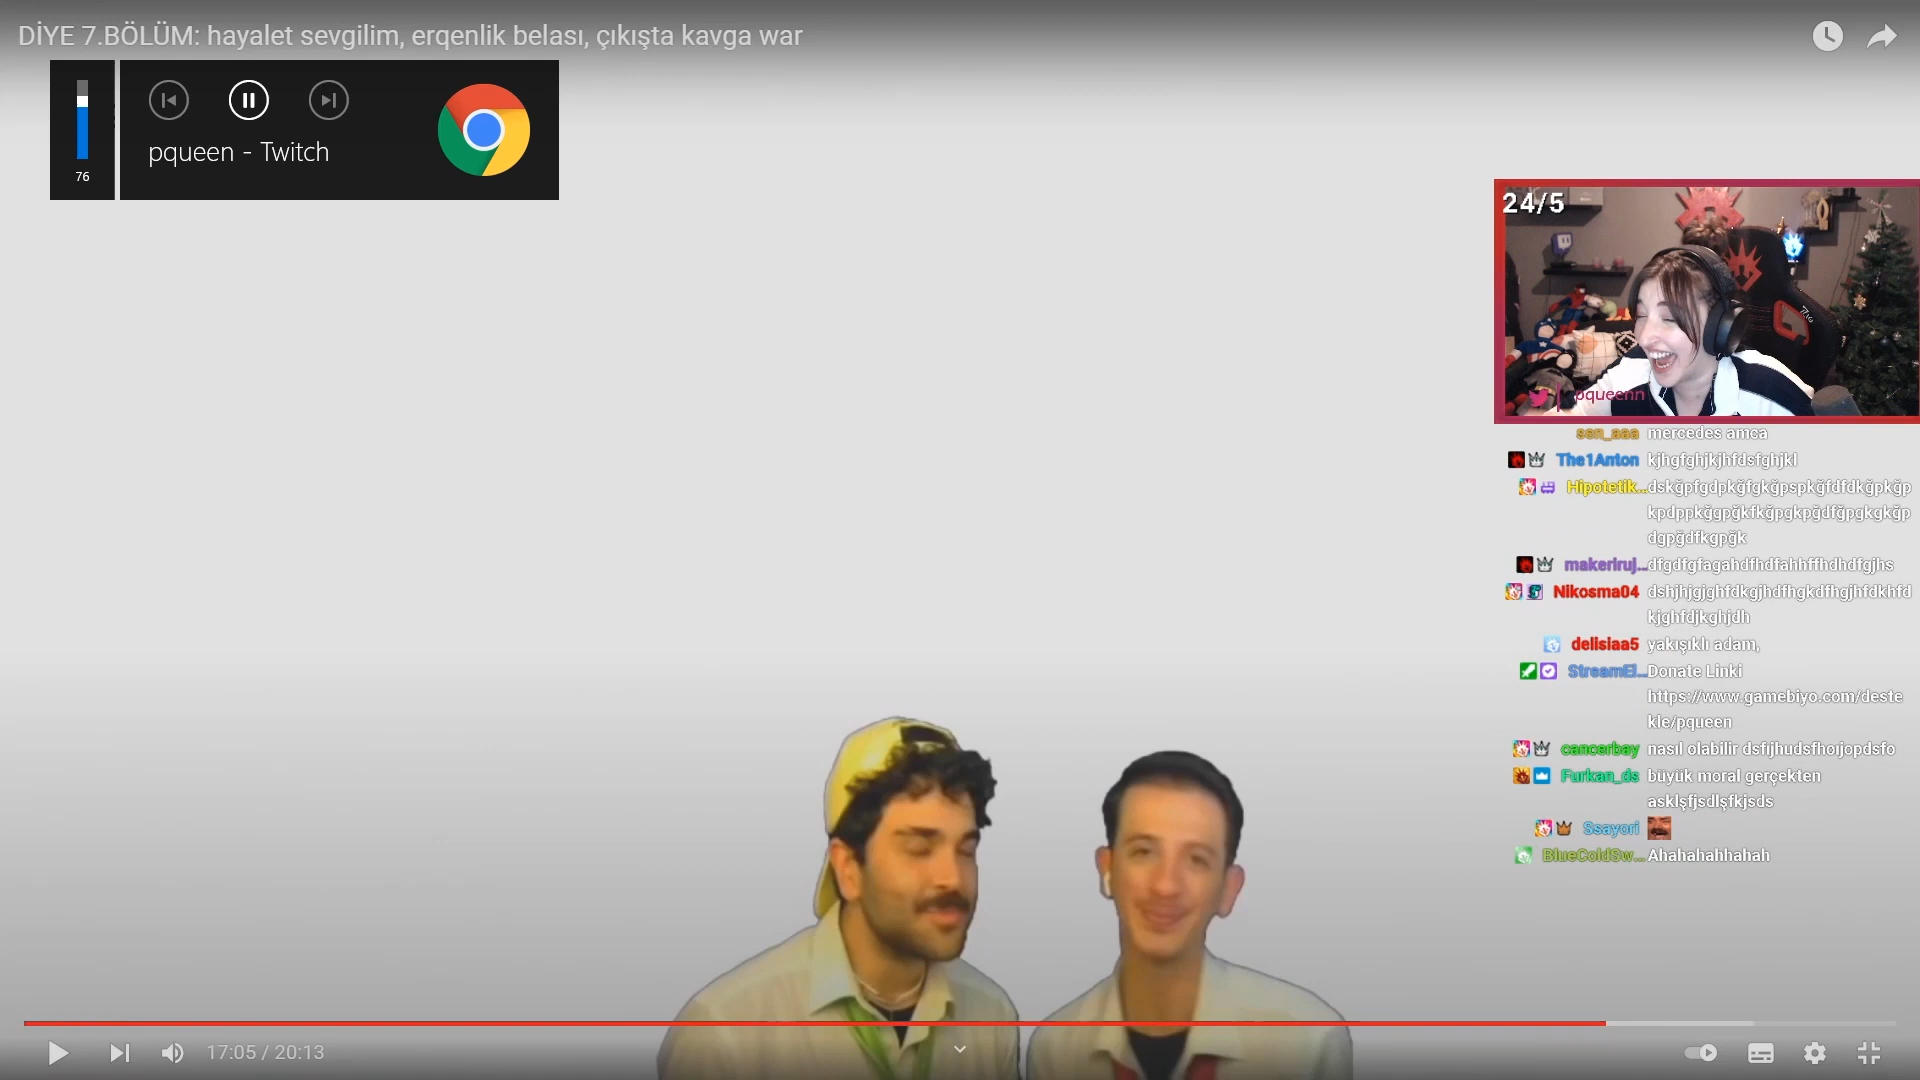 DİYE 7.BÖLÜM: hayalet sevgilim, erqenlik belası, çıkışta kavga war
pqueen - Twitch
76
24/5
pqueenn
sen_aaa mercedes amca
The1Anton kjhgfghjkjhfdsfghjkl
Hipotetik... dskğpfgdpkğfgkğpspkğfdfdkğpkğp
kpdppkğgpğkfkğpgkpğdfğpgkgkğp
dgpğdfkgpğk
makeriruj... dfgdfgfagahdfhdfahhffhdhdfgjhs
Nikosma04 dshjhjgjghfdkgjhdfhgkdfhgjhfdkhfd
kjghfdjkghjdh
delisiaa5 yakışıklı adam,
StreamEl... Donate Linki
https://www.gamebiyo.com/deste
kle/pqueen
cancerbay nasıl olabilir dsfıjhudsfhoıjopdsfo
Furkan_ds büyük moral gerçekten
asklşfjsdlşfkjsds
Ssayori
BlueColdSw... Ahahahahhahah
17:05 / 20:13